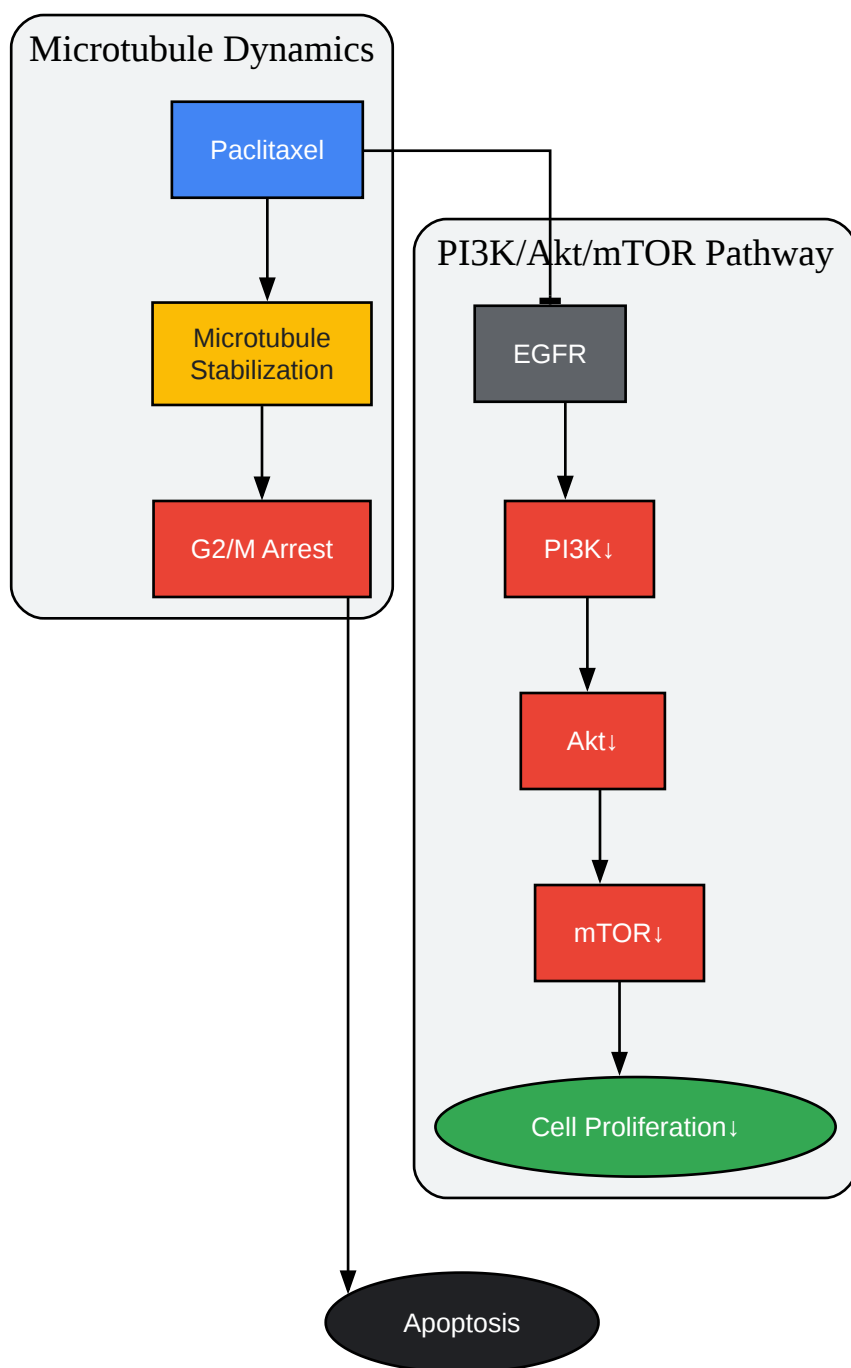 Microtubule Dynamics
Paclitaxel
Microtubule
Stabilization
G2/M Arrest
PI3K/Akt/mTOR Pathway
EGFR
PI3K↓
Akt↓
mTOR↓
Cell Proliferation↓
Apoptosis